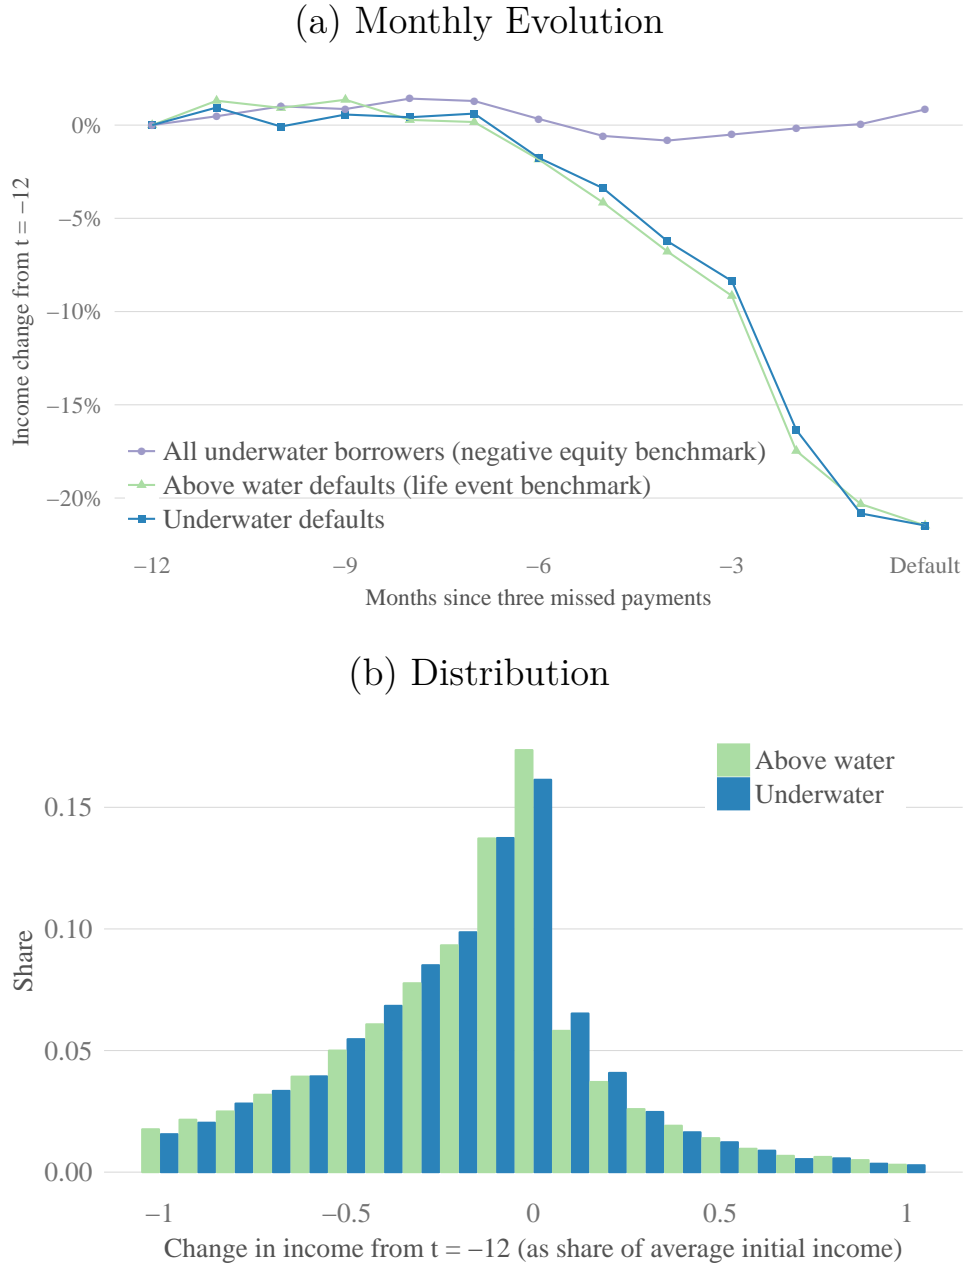 (a) Monthly Evolution
0%
−5%
−10%
−15%
−20%
Income change from t = −12
All underwater borrowers (negative equity benchmark)
Above water defaults (life event benchmark)
Underwater defaults
−12
−9
−6
−3
Default
Months since three missed payments
(b) Distribution
Above water
Underwater
0.15
0.10
0.05
0.00
Share
−1
−0.5
0
0.5
1
Change in income from t = −12 (as share of average initial income)